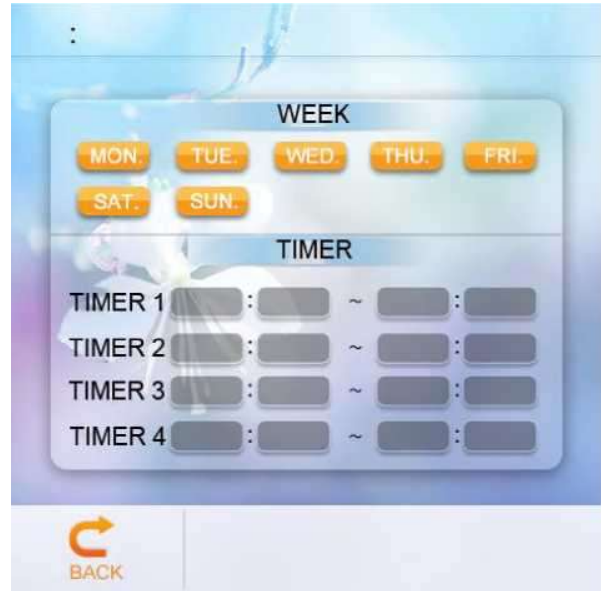 :
WEEK
MON. TUE. WED. THU. FRI.
SAT. SUN.
TIMER
TIMER 1 : ~ :
TIMER 2 : ~ :
TIMER 3 : ~ :
TIMER 4 : ~ :
BACK